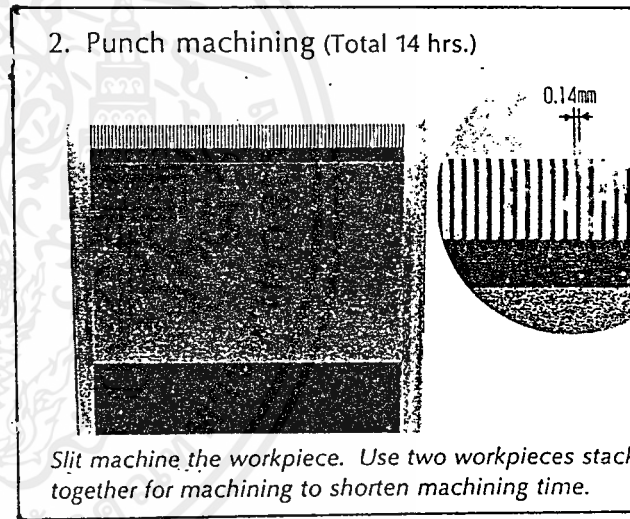 2. Punch machining (Total 14 hrs.)
0.14mm
Slit machine the workpiece. Use two workpieces stack
together for machining to shorten machining time.